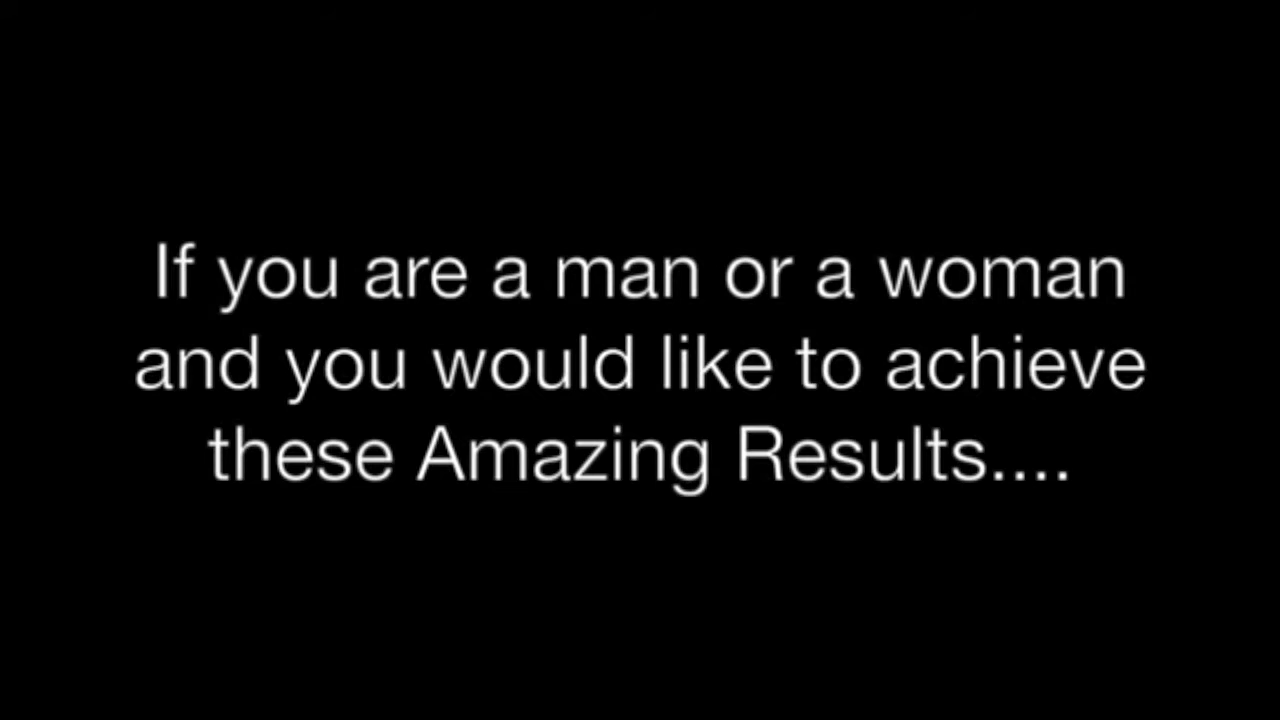 If you are a man or a woman
and you would like to achieve
these Amazing Results....